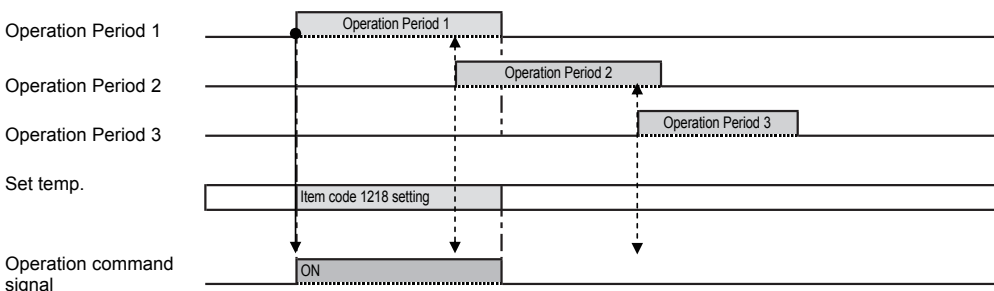 Operation Period 1
Operation Period 1
Operation Period 2
Operation Period 2
Operation Period 3
Operation Period 3
Set temp.
Item code 1218 setting
Operation command
signal
ON